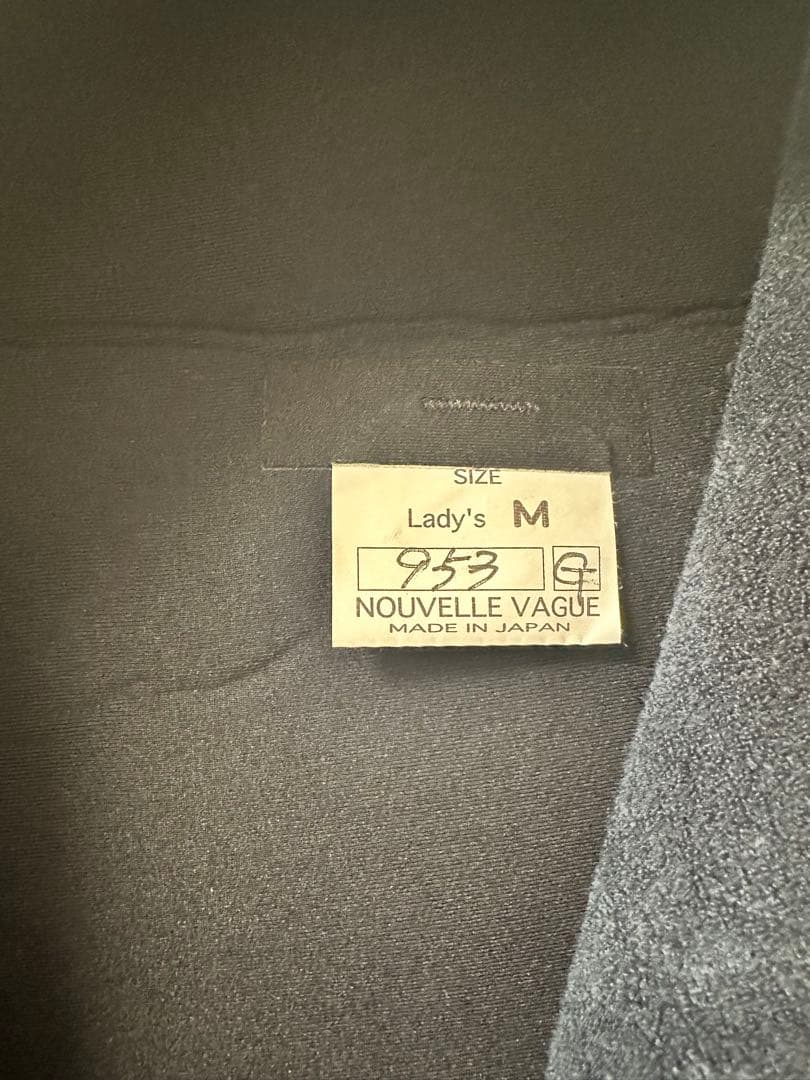 SIZE
Lady's M
953 G
NOUVELLE VAGUE
MADE IN JAPAN